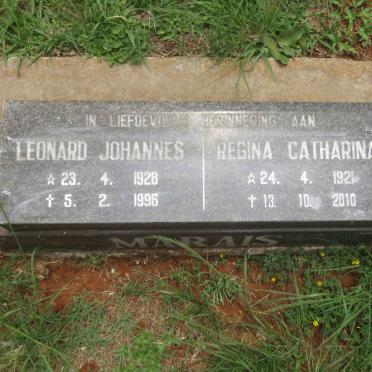 IN LIEFDEVOLLE HERINNERING AAN
LEONARD JOHANNES
☆ 23. 4. 1928
✝ 5. 2. 1996
REGINA CATHARINA
☆ 24. 4. 1921
✝ 13. 10. 2010
MARAIS